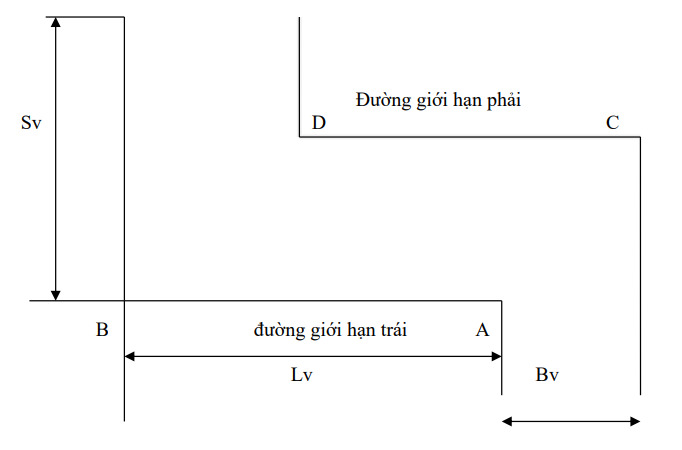 Đường giới hạn phải
Sv
D
C
B
đường giới hạn trái
A
Lv
Bv